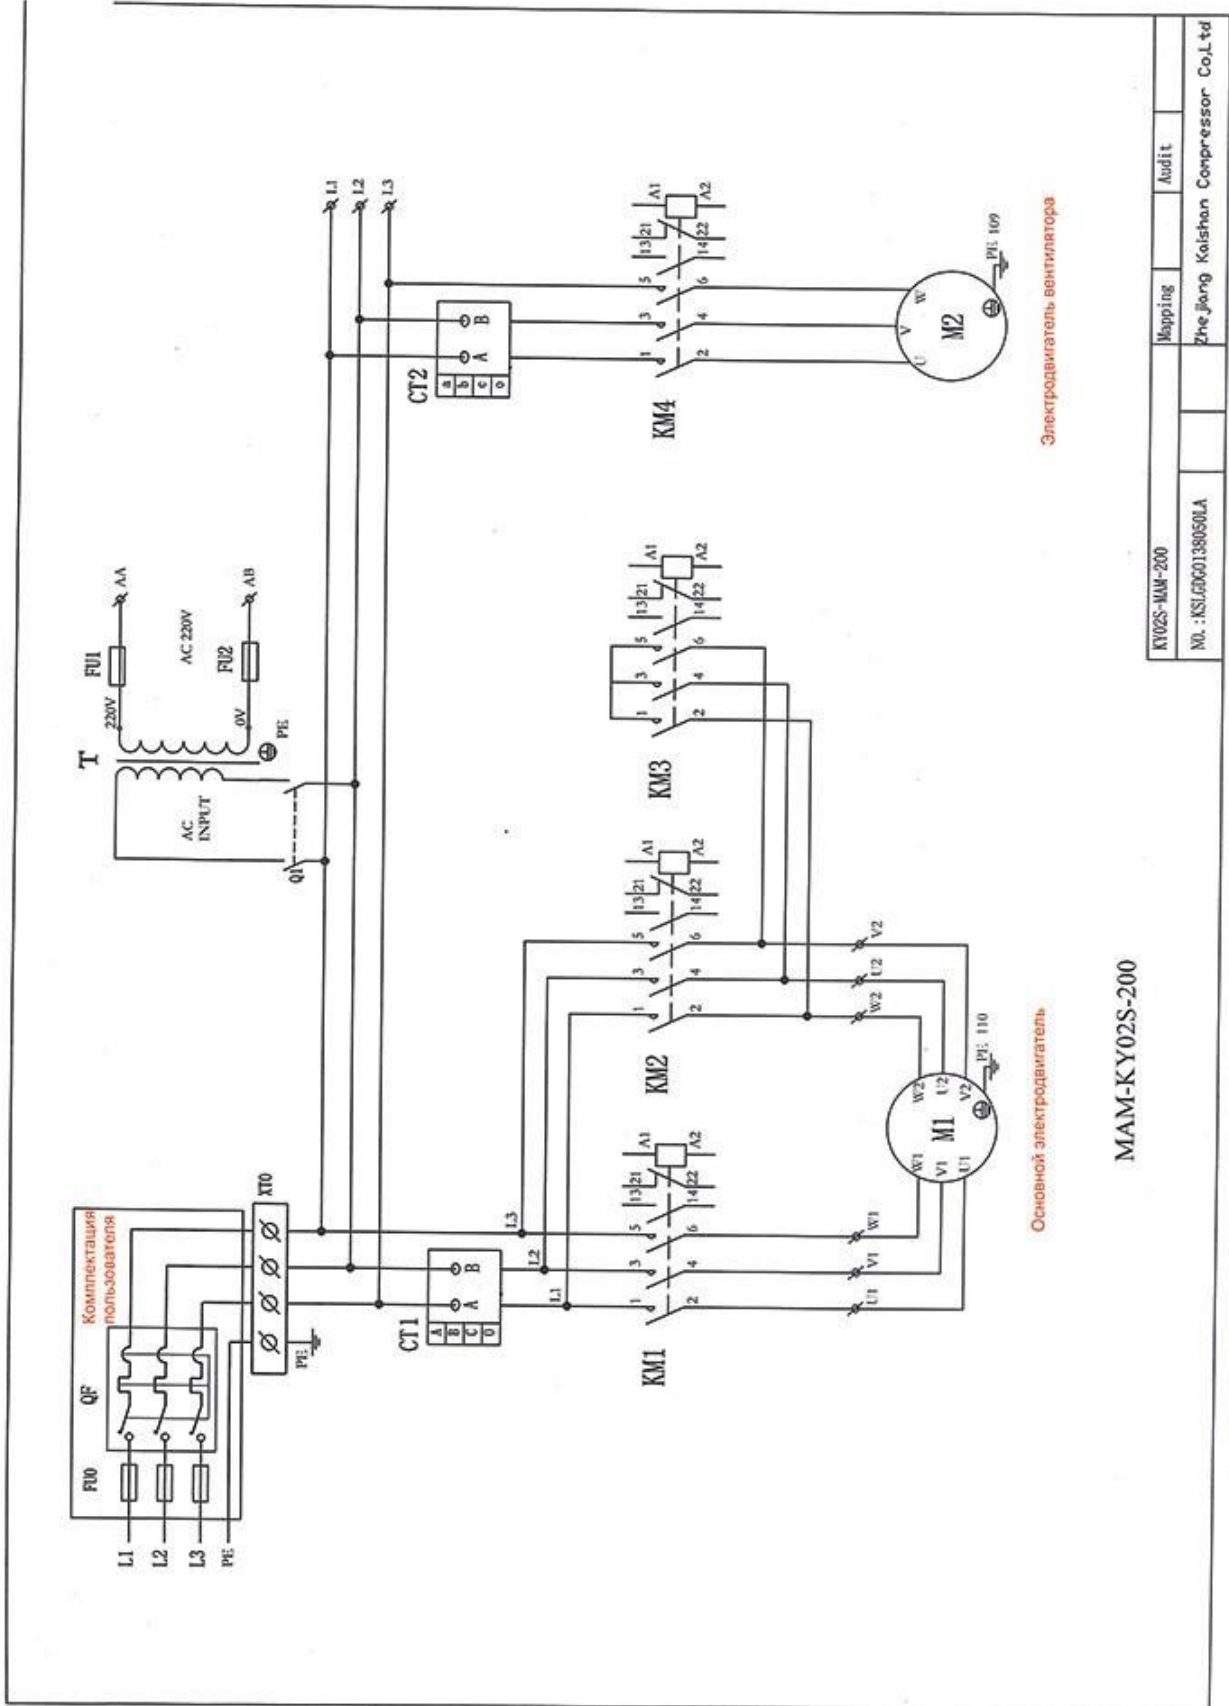 Комплектация
пользователя
FU0
QF
L1
L2
L3
PE
XT0
PE
T
AC
INPUT
220V
0V
PE
FU1
AA
AC 220V
FU2
AB
Q1
L1
L2
L3
CT1
A
B
C
0
A
B
L1
L2
L3
CT2
a
b
c
o
A
B
KM1
1
3
5
13
21
A1
2
4
6
14
22
A2
KM2
1
3
5
13
21
A1
2
4
6
14
22
A2
KM3
1
3
5
13
21
A1
2
4
6
14
22
A2
KM4
1
3
5
13
21
A1
2
4
6
14
22
A2
U1
V1
W1
W2
U2
V2
W1
V1
U1
M1
W2
U2
V2
PE 110
U
V
W
M2
PE 109
Основной электродвигатель
Электродвигатель вентилятора
MAM-KY02S-200
KY02S-MAM-200
Mapping
Audit
NO.:KSLGDG0138050LA
ZheJiang Kaishan Compressor Co,Ltd